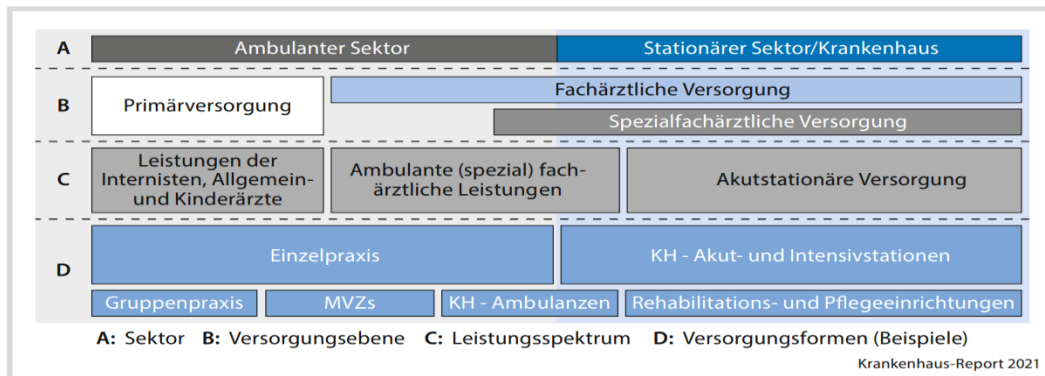 A Ambulanter Sektor Stationärer Sektor/Krankenhaus
B Primärversorgung Fachärztliche Versorgung
Spezialfachärztliche Versorgung
C Leistungen der
Internisten, Allgemein-
und Kinderärzte
Ambulante (spezial) fach-
ärztliche Leistungen
Akutstationäre Versorgung
D Einzelpraxis KH - Akut- und Intensivstationen
Gruppenpraxis MVZs KH - Ambulanzen Rehabilitations- und Pflegeeinrichtungen
A: Sektor B: Versorgungsebene C: Leistungsspektrum D: Versorgungsformen (Beispiele)
Krankenhaus-Report 2021